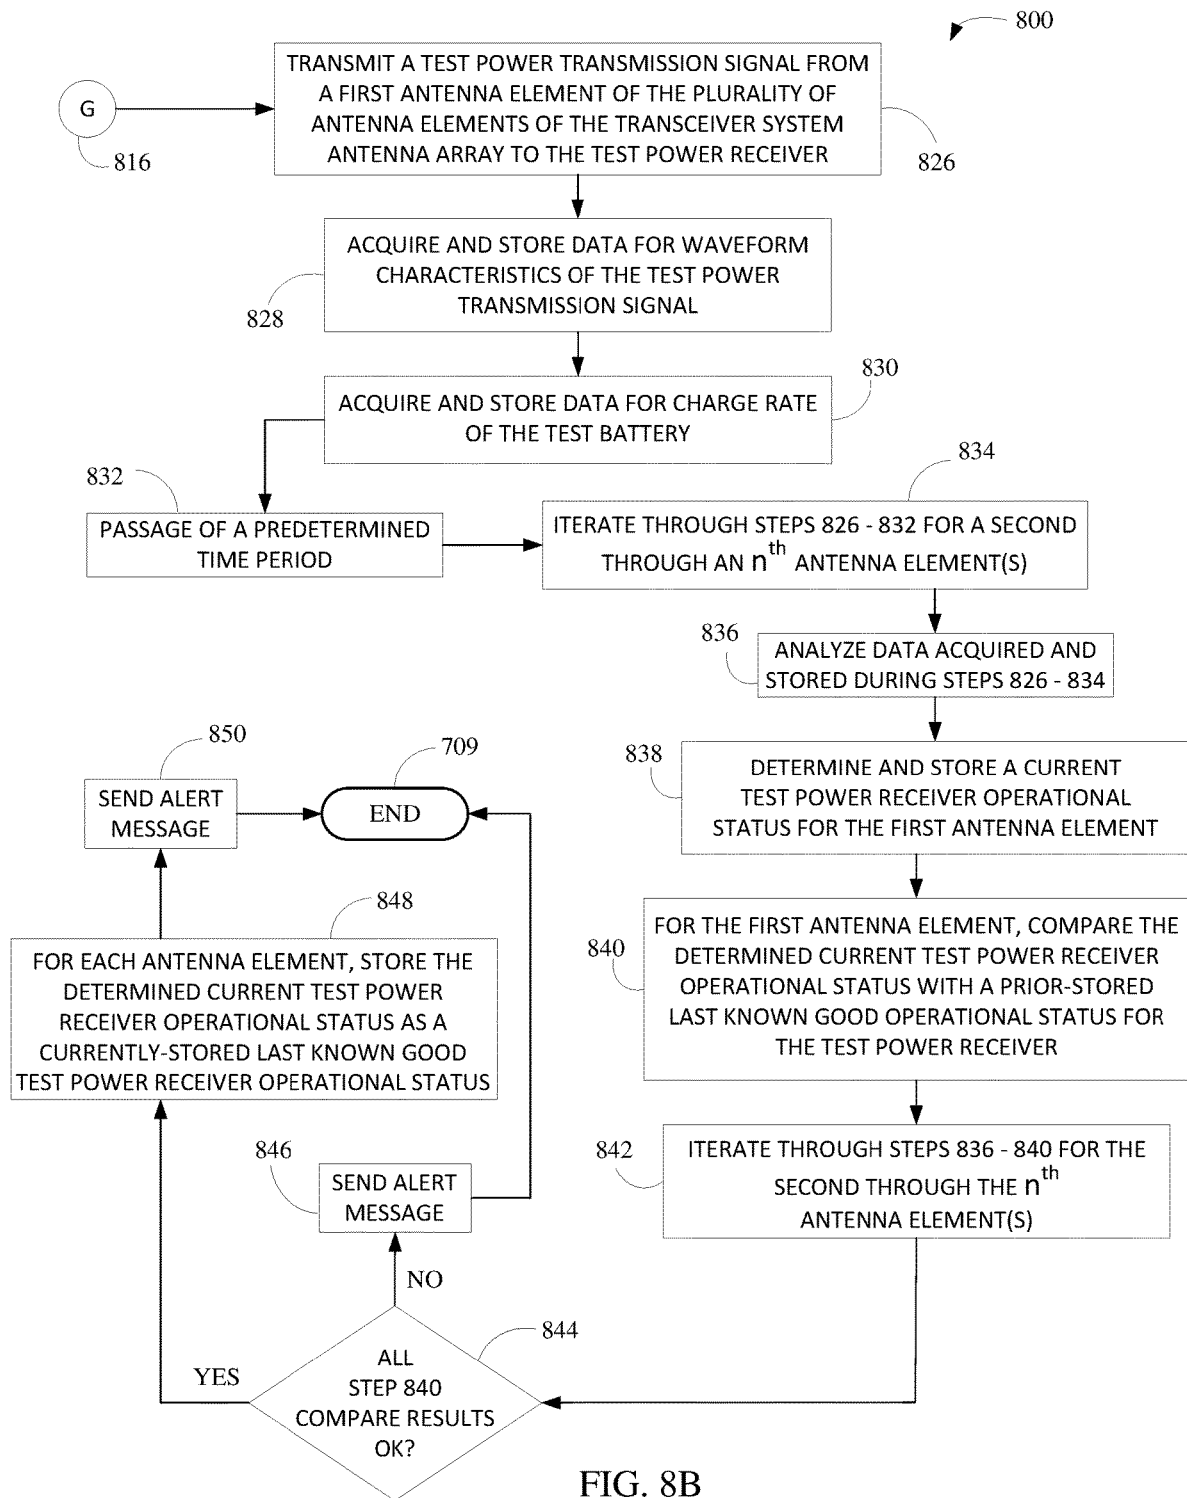 800
G
816
TRANSMIT A TEST POWER TRANSMISSION SIGNAL FROM
A FIRST ANTENNA ELEMENT OF THE PLURALITY OF
ANTENNA ELEMENTS OF THE TRANSCEIVER SYSTEM
ANTENNA ARRAY TO THE TEST POWER RECEIVER
826
ACQUIRE AND STORE DATA FOR WAVEFORM
CHARACTERISTICS OF THE TEST POWER
TRANSMISSION SIGNAL
828
830
ACQUIRE AND STORE DATA FOR CHARGE RATE
OF THE TEST BATTERY
832
PASSAGE OF A PREDETERMINED
TIME PERIOD
834
ITERATE THROUGH STEPS 826 - 832 FOR A SECOND
THROUGH AN nth ANTENNA ELEMENT(S)
836
ANALYZE DATA ACQUIRED AND
STORED DURING STEPS 826 - 834
838
DETERMINE AND STORE A CURRENT
TEST POWER RECEIVER OPERATIONAL
STATUS FOR THE FIRST ANTENNA ELEMENT
840
FOR THE FIRST ANTENNA ELEMENT, COMPARE THE
DETERMINED CURRENT TEST POWER RECEIVER
OPERATIONAL STATUS WITH A PRIOR-STORED
LAST KNOWN GOOD OPERATIONAL STATUS FOR
THE TEST POWER RECEIVER
842
ITERATE THROUGH STEPS 836 - 840 FOR THE
SECOND THROUGH THE nth
ANTENNA ELEMENT(S)
844
ALL
STEP 840
COMPARE RESULTS
OK?
NO
846
SEND ALERT
MESSAGE
YES
848
FOR EACH ANTENNA ELEMENT, STORE THE
DETERMINED CURRENT TEST POWER
RECEIVER OPERATIONAL STATUS AS A
CURRENTLY-STORED LAST KNOWN GOOD
TEST POWER RECEIVER OPERATIONAL STATUS
850
SEND ALERT
MESSAGE
709
END
FIG. 8B